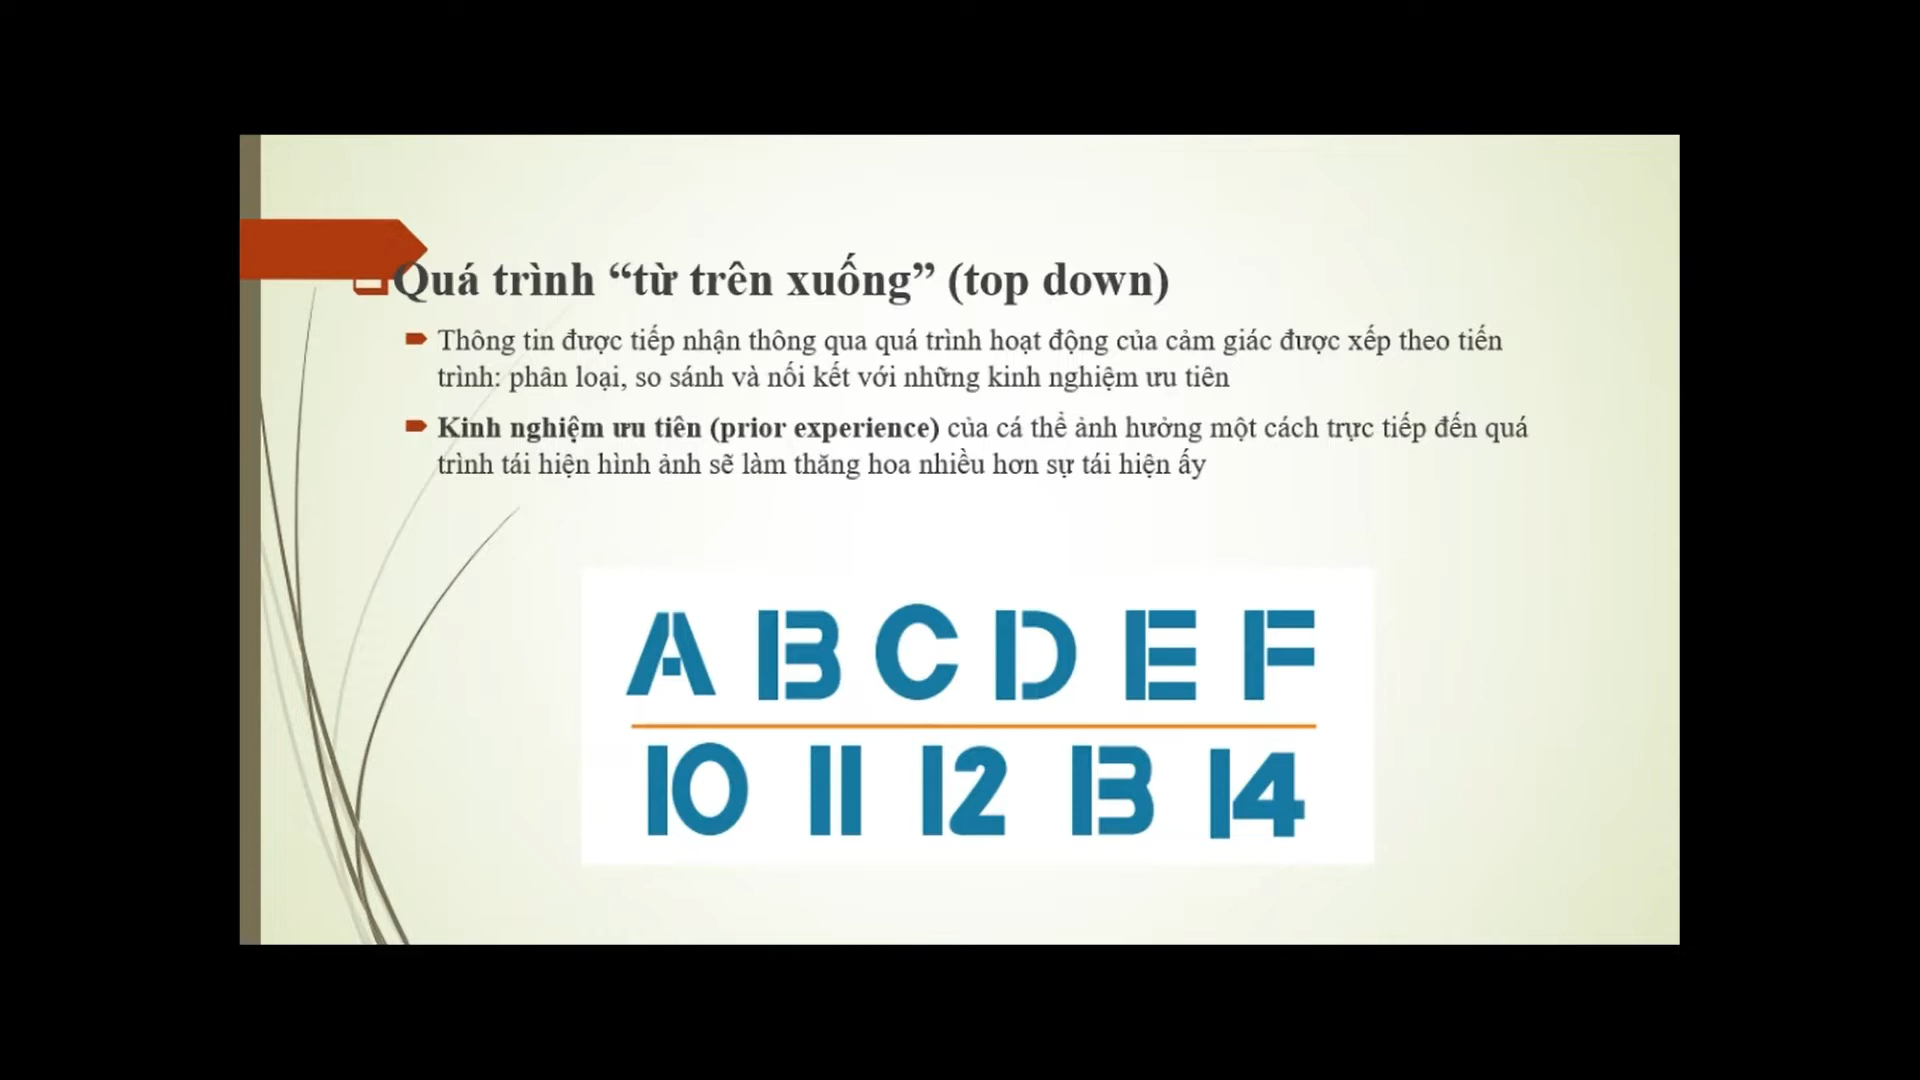 Quá trình “từ trên xuống” (top down)
Thông tin được tiếp nhận thông qua quá trình hoạt động của cảm giác được xếp theo tiến
trình: phân loại, so sánh và nối kết với những kinh nghiệm ưu tiên
Kinh nghiệm ưu tiên (prior experience) của cá thể ảnh hưởng một cách trực tiếp đến quá
trình tái hiện hình ảnh sẽ làm thăng hoa nhiều hơn sự tái hiện ấy
A B C D E F
10 11 12 13 14